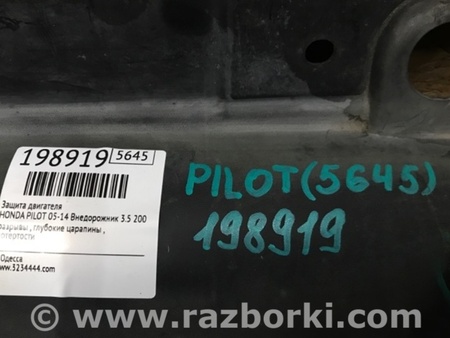 198919 5645
Защита двигателя
HONDA PILOT 05-14 Внедорожник 3.5 200
разрывы, глубокие царапины,
потертости
Одесса
www.3234444.com
PILOT(5645)
198919
www.razborki.com